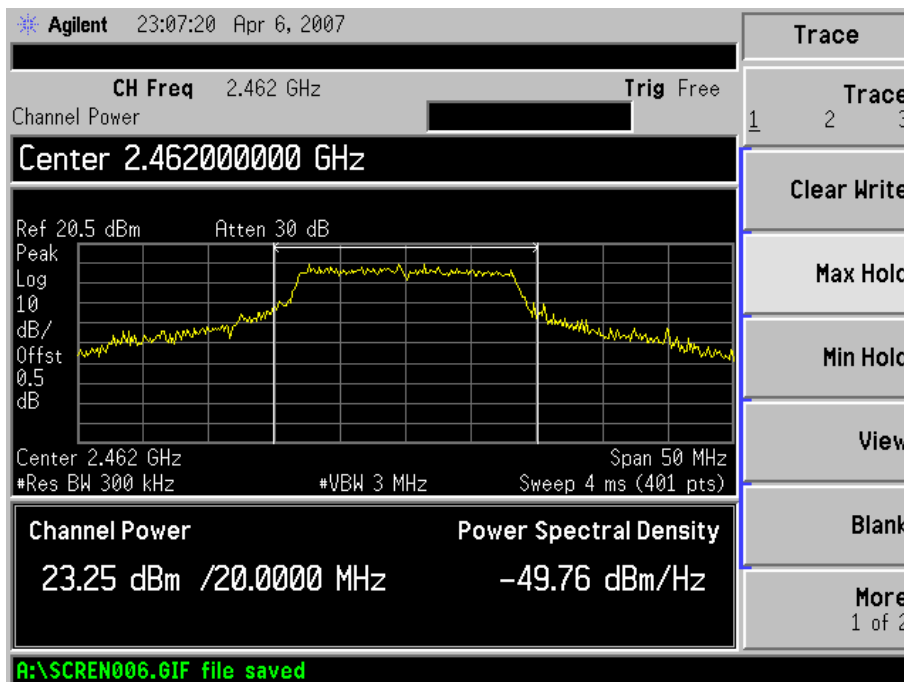 Agilent 23:07:20 Apr 6, 2007
Trace
CH Freq 2.462 GHz Trig Free
Channel Power
Center 2.462000000 GHz
Ref 20.5 dBm Atten 30 dB
Peak
Log
10
dB/
Offst
0.5
dB
Center 2.462 GHz Span 50 MHz
#Res BW 300 kHz #VBW 3 MHz Sweep 4 ms (401 pts)
Channel Power Power Spectral Density
23.25 dBm /20.0000 MHz -49.76 dBm/Hz
A:\SCREN006.GIF file saved
Trace
1 2 3
Clear Write
Max Hold
Min Hold
View
Blank
More
1 of 2